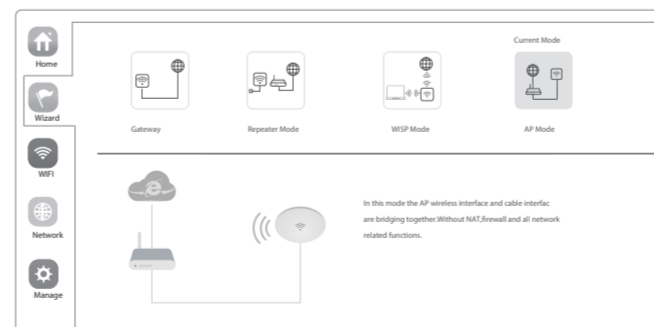 Current Mode
Home
Wizard
Gateway
Repeater Mode
WISP Mode
AP Mode
WIFI
In this mode the AP wireless interface and cable interfac
are bridging together.Without NAT,firewall and all network
related functions.
Network
Manage